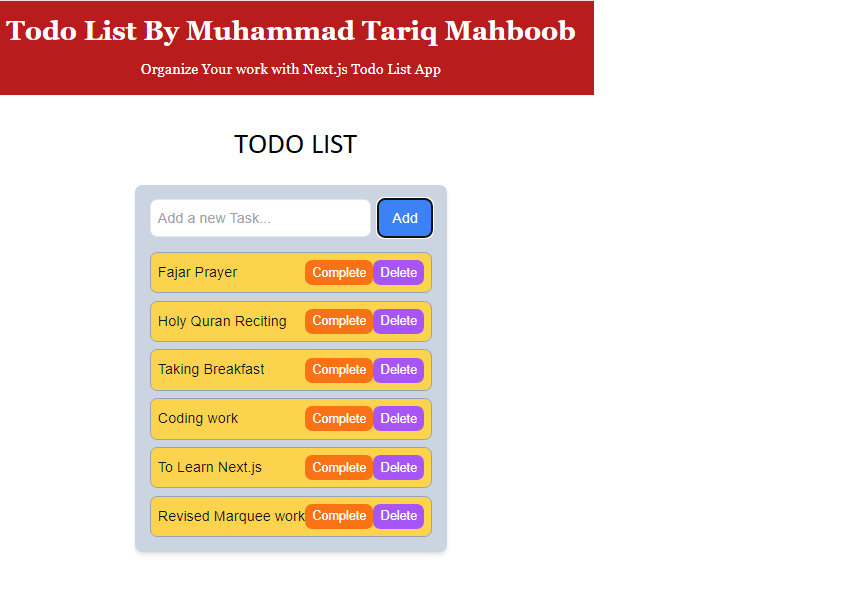 Todo List By Muhammad Tariq Mahboob
Organize Your work with Next.js Todo List App
TODO LIST
Add a new Task... Add
Fajar Prayer Complete Delete
Holy Quran Reciting Complete Delete
Taking Breakfast Complete Delete
Coding work Complete Delete
To Learn Next.js Complete Delete
Revised Marquee work Complete Delete